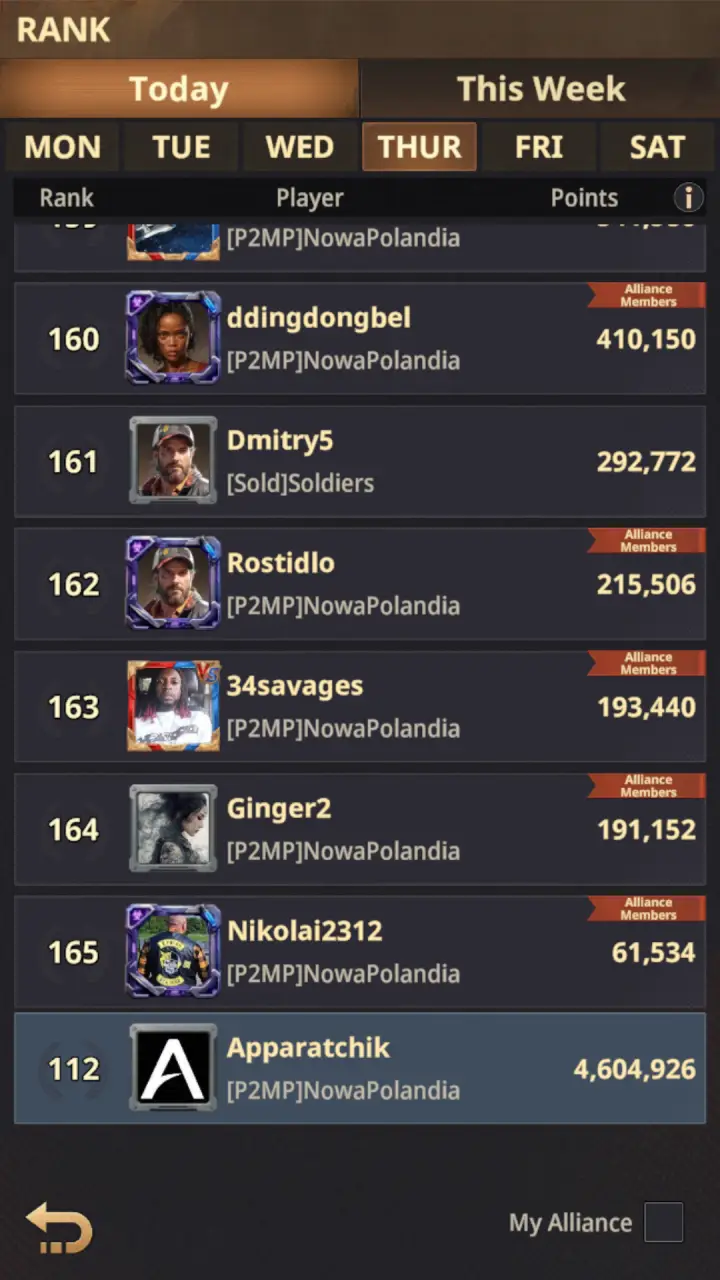 RANK
Today
This Week
MON
TUE
WED
THUR
FRI
SAT
Rank
Player
Points
[P2MP]NowaPolandia
Alliance
Members
160
ddingdongbel
[P2MP]NowaPolandia
410,150
161
Dmitry5
[Sold]Soldiers
292,772
Alliance
Members
162
Rostidlo
[P2MP]NowaPolandia
215,506
Alliance
Members
163
34savages
[P2MP]NowaPolandia
193,440
Alliance
Members
164
Ginger2
[P2MP]NowaPolandia
191,152
Alliance
Members
165
Nikolai2312
[P2MP]NowaPolandia
61,534
112
Apparatchik
[P2MP]NowaPolandia
4,604,926
My Alliance